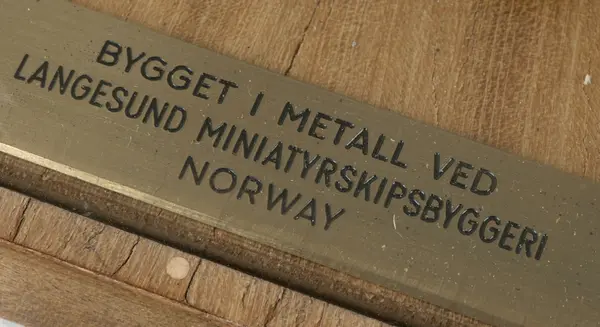 BYGGET I METALL VED
LANGESUND MINIATYRSKIPSBYGGERI
NORWAY